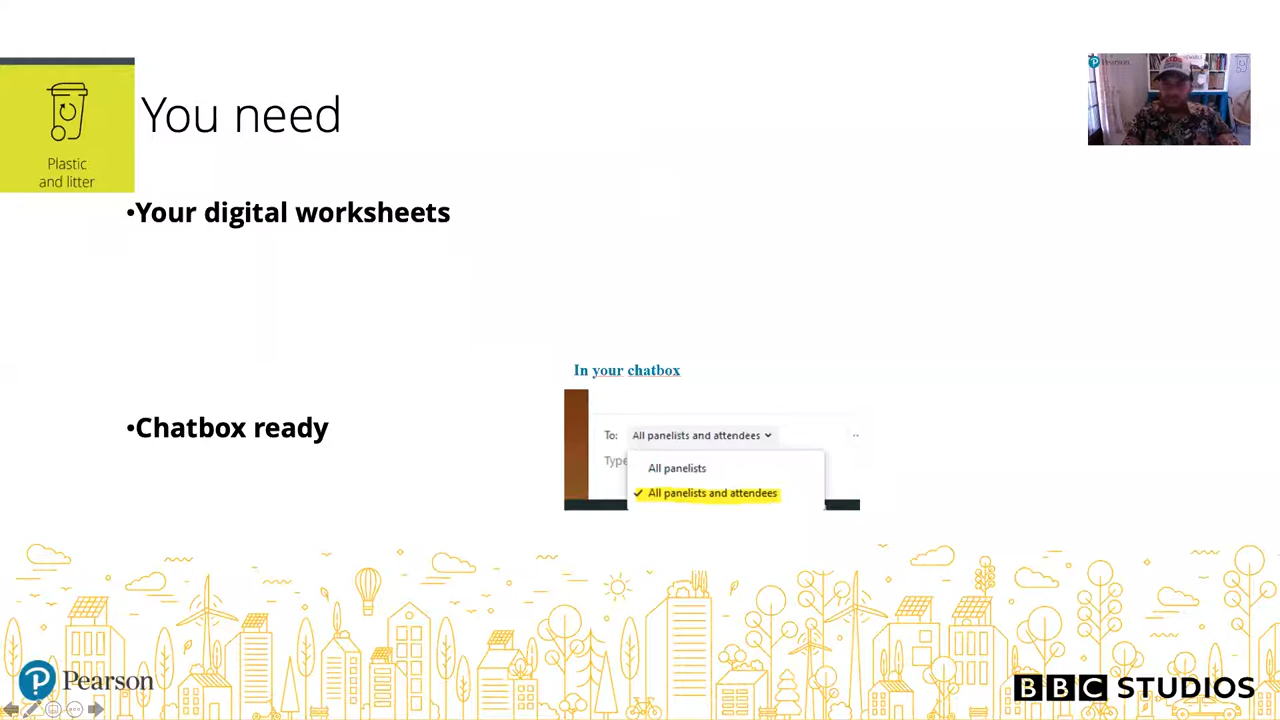 Pearson
You need
Plastic
and litter
•Your digital worksheets
In your chatbox
•Chatbox ready
To: All panelists and attendees
Type
All panelists
All panelists and attendees
Pearson
BBC STUDIOS